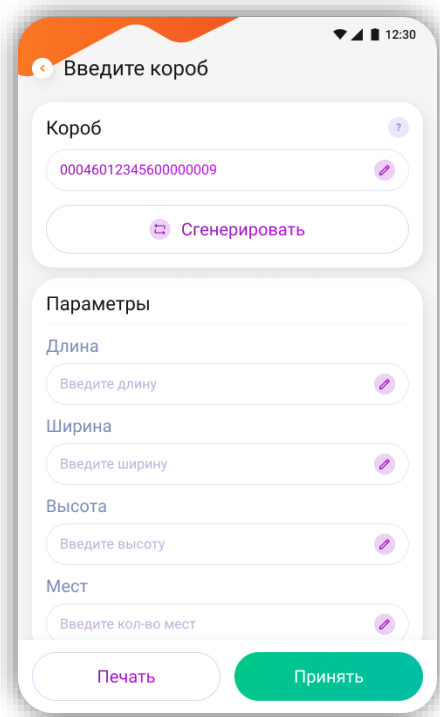 12:30
Введите короб
Короб
?
00046012345600000009
Сгенерировать
Параметры
Длина
Введите длину
Ширина
Введите ширину
Высота
Введите высоту
Мест
Введите кол-во мест
Печать
Принять